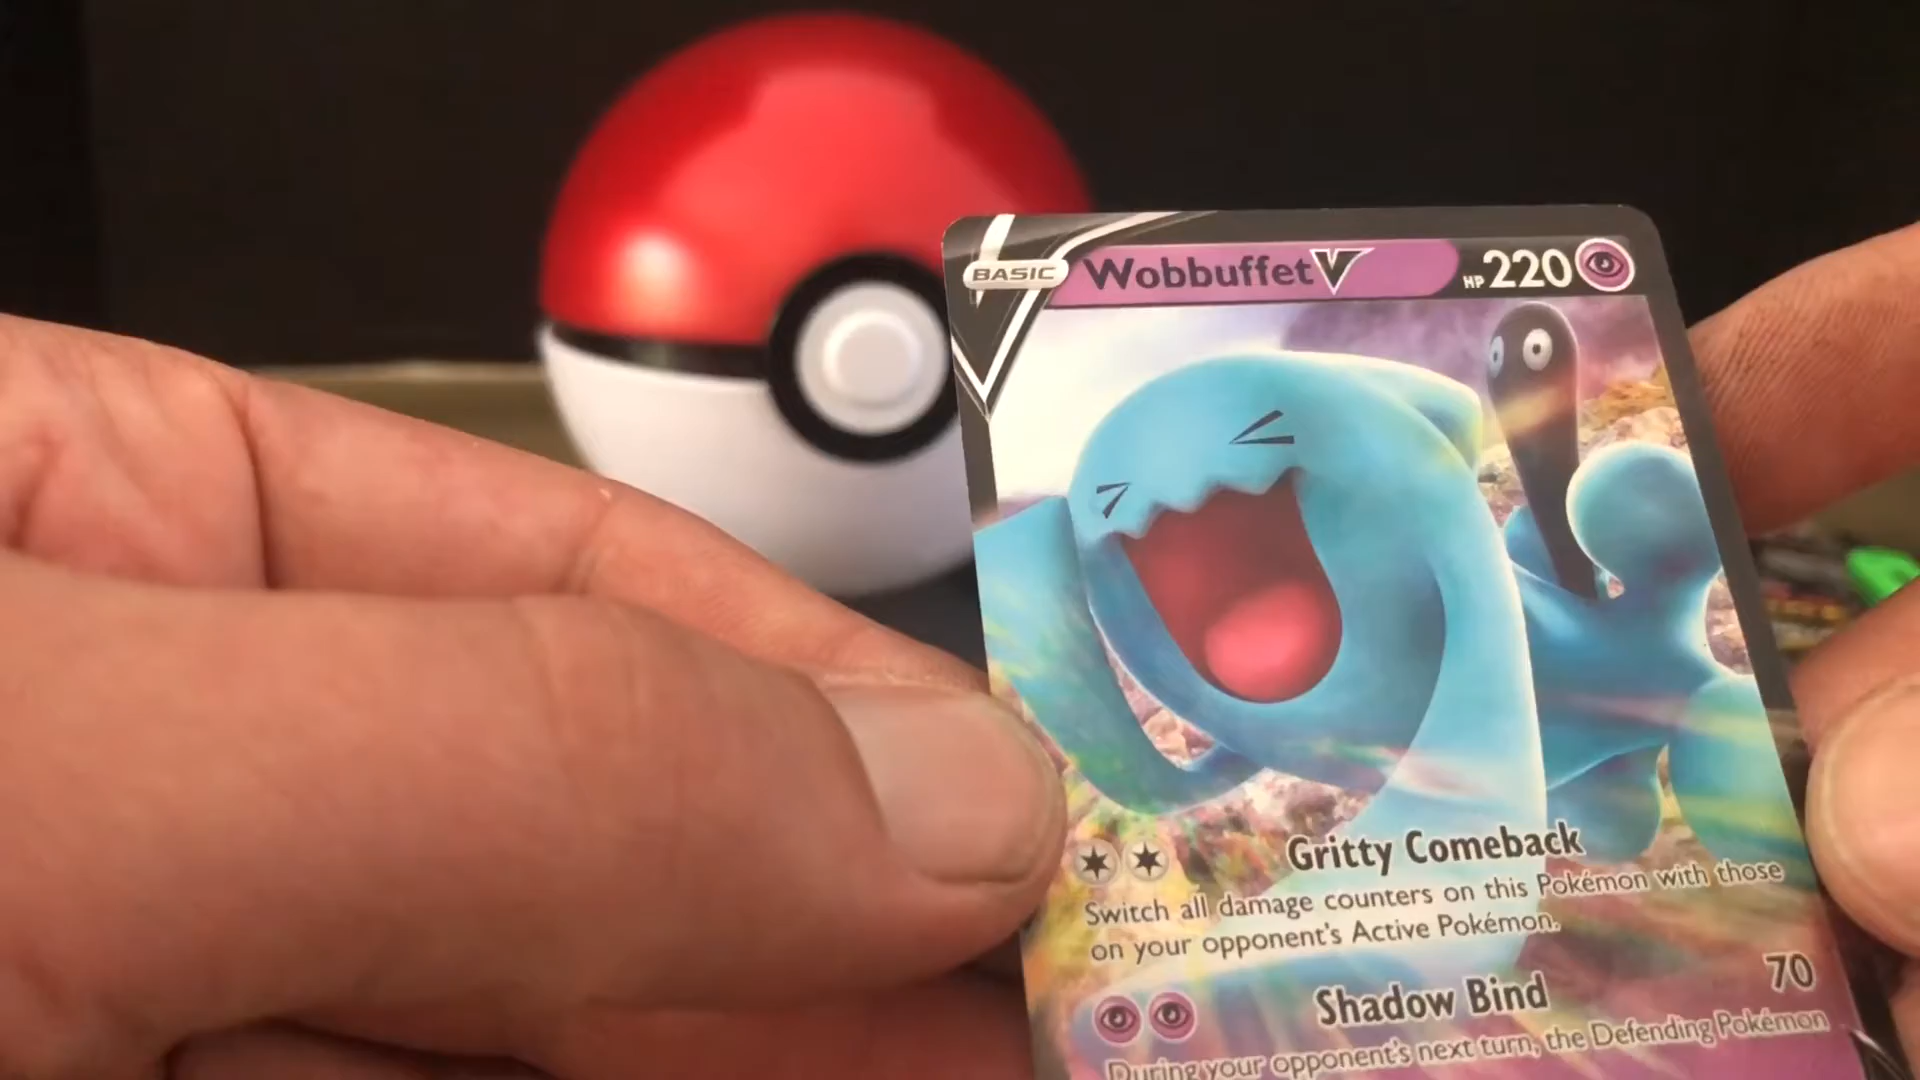 BASIC Wobbuffet V HP 220
Gritty Comeback
Switch all damage counters on this Pokémon with those
on your opponent's Active Pokémon.
Shadow Bind 70
During your opponent's next turn, the Defending Pokémon